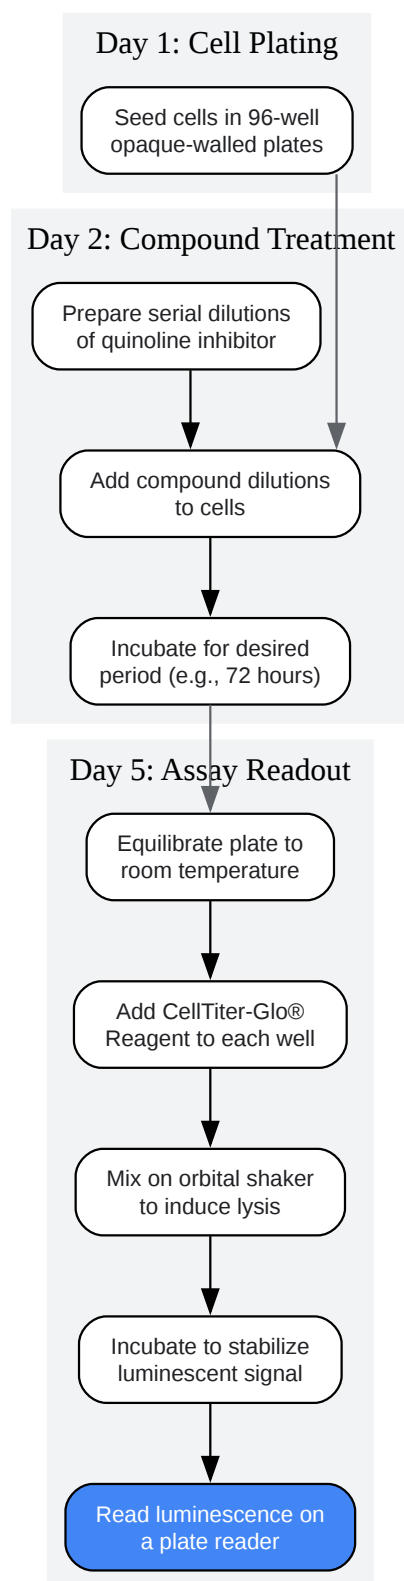 Day 1: Cell Plating
Seed cells in 96-well
opaque-walled plates
Day 2: Compound Treatment
Prepare serial dilutions
of quinoline inhibitor
Add compound dilutions
to cells
Incubate for desired
period (e.g., 72 hours)
Day 5: Assay Readout
Equilibrate plate to
room temperature
Add CellTiter-Glo®
Reagent to each well
Mix on orbital shaker
to induce lysis
Incubate to stabilize
luminescent signal
Read luminescence on
a plate reader